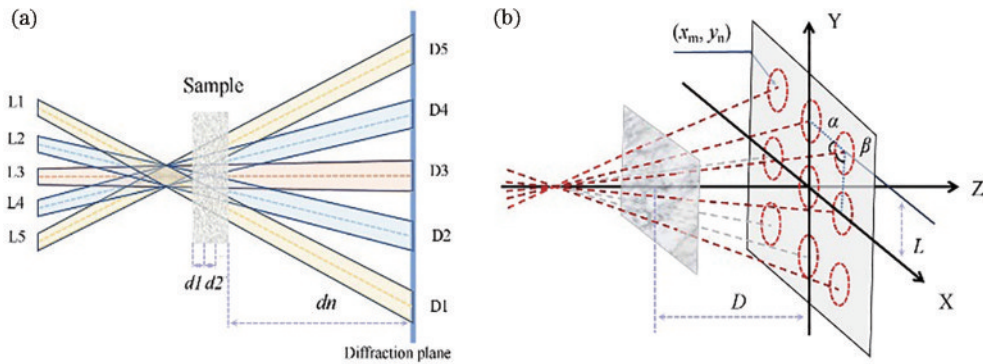 (a)
L1
L2
L3
L4
L5
Sample
d1 d2
dn
D5
D4
D3
D2
D1
Diffraction plane
(b)
(xm, yn)
Y
α
β
Z
L
D
X